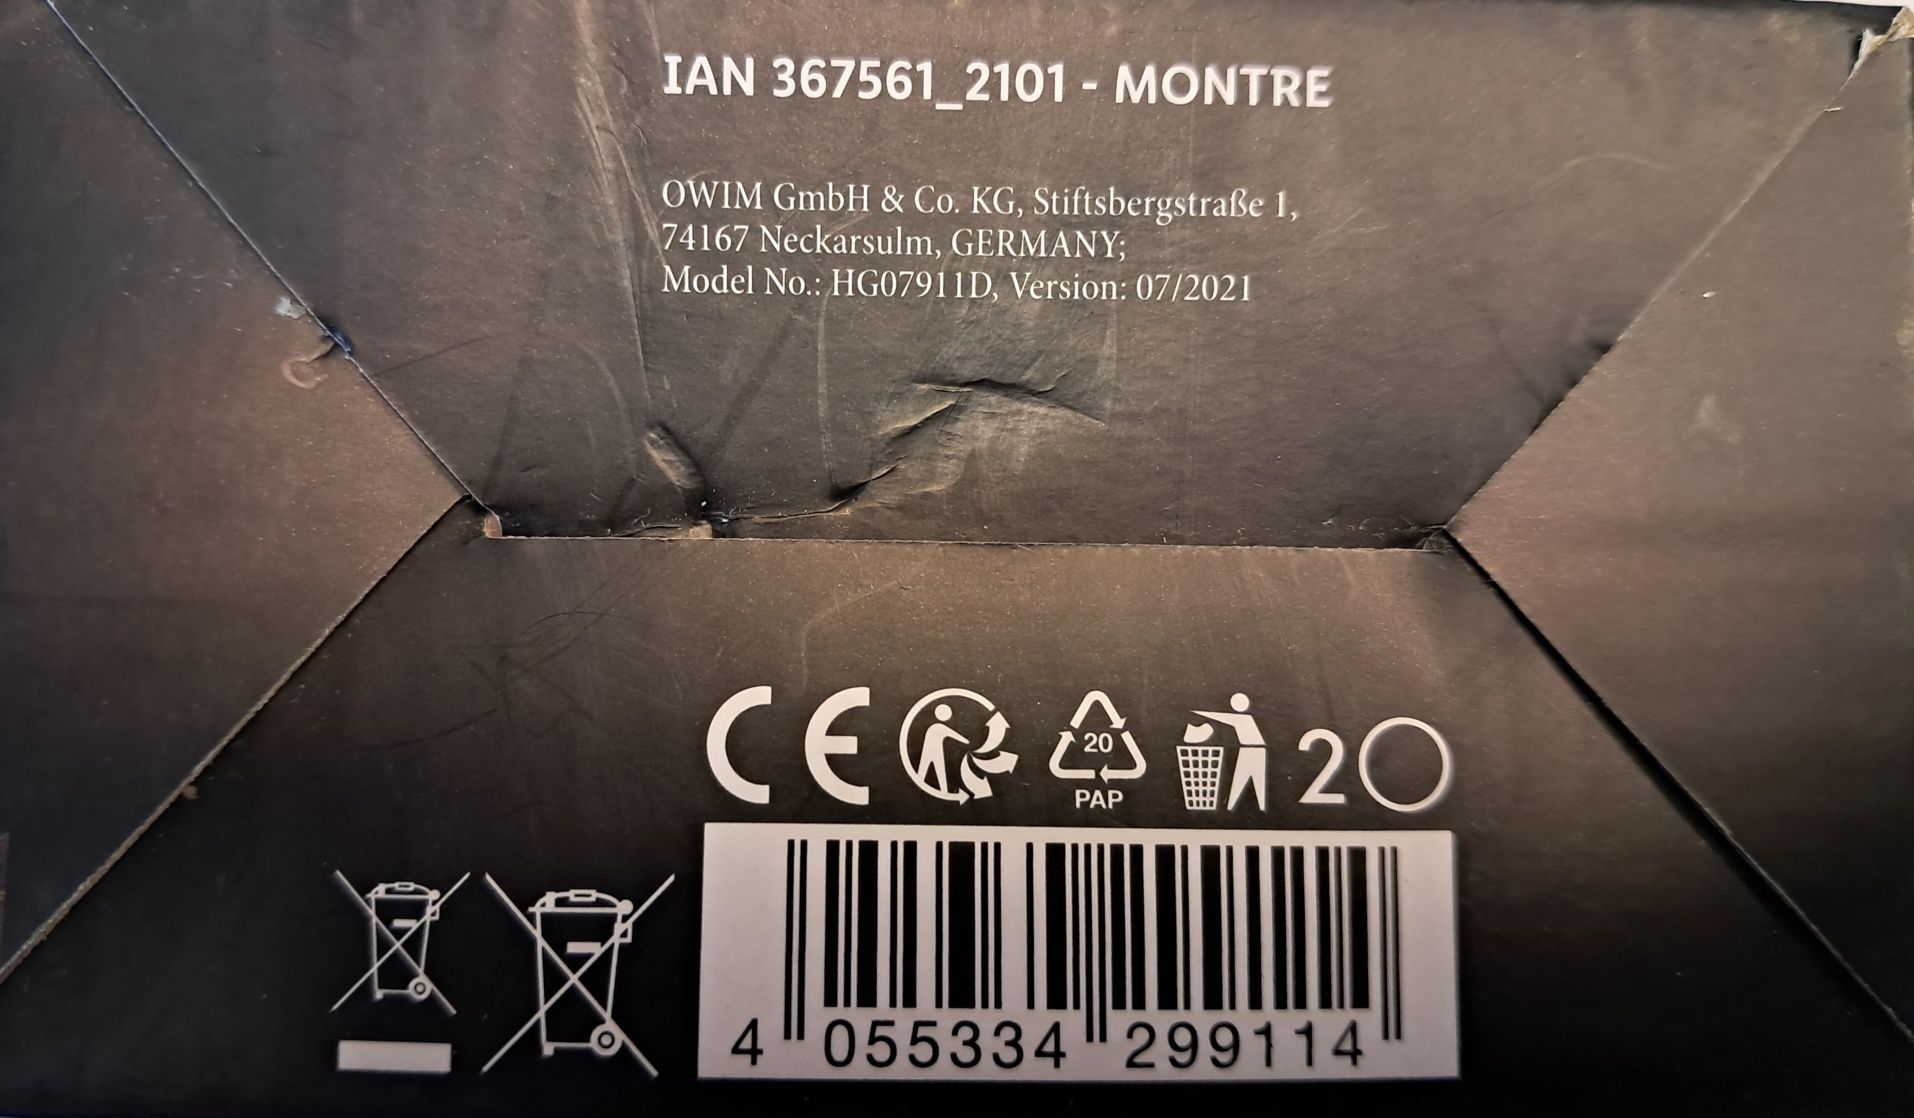 IAN 367561_2101 - MONTRE
OWIM GmbH & Co. KG, Stiftsbergstraße 1,
74167 Neckarsulm, GERMANY;
Model No.: HG07911D, Version: 07/2021
CE
20
PAP
20
4 055334 299114